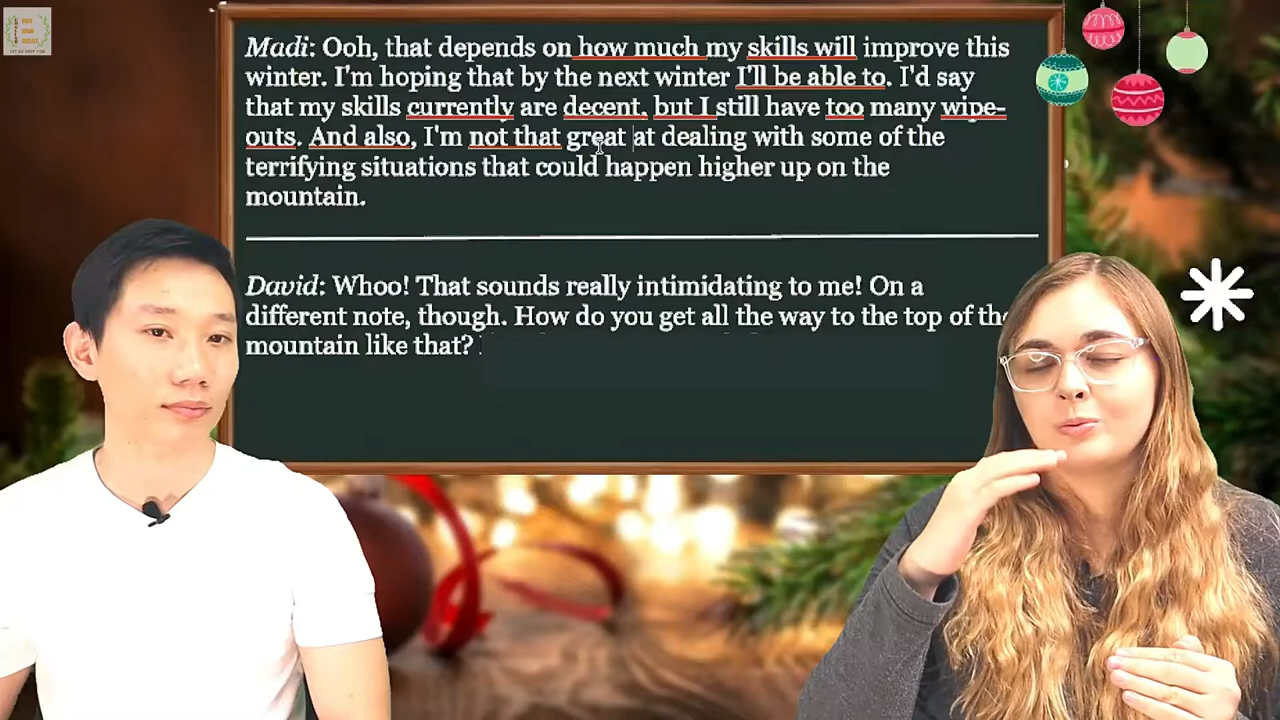 Madi: Ooh, that depends on how much my skills will improve this
winter. I'm hoping that by the next winter I'll be able to. I'd say
that my skills currently are decent, but I still have too many wipe-
outs. And also, I'm not that great at dealing with some of the
terrifying situations that could happen higher up on the
mountain.
David: Whoo! That sounds really intimidating to me! On a
different note, though. How do you get all the way to the top of the
mountain like that?